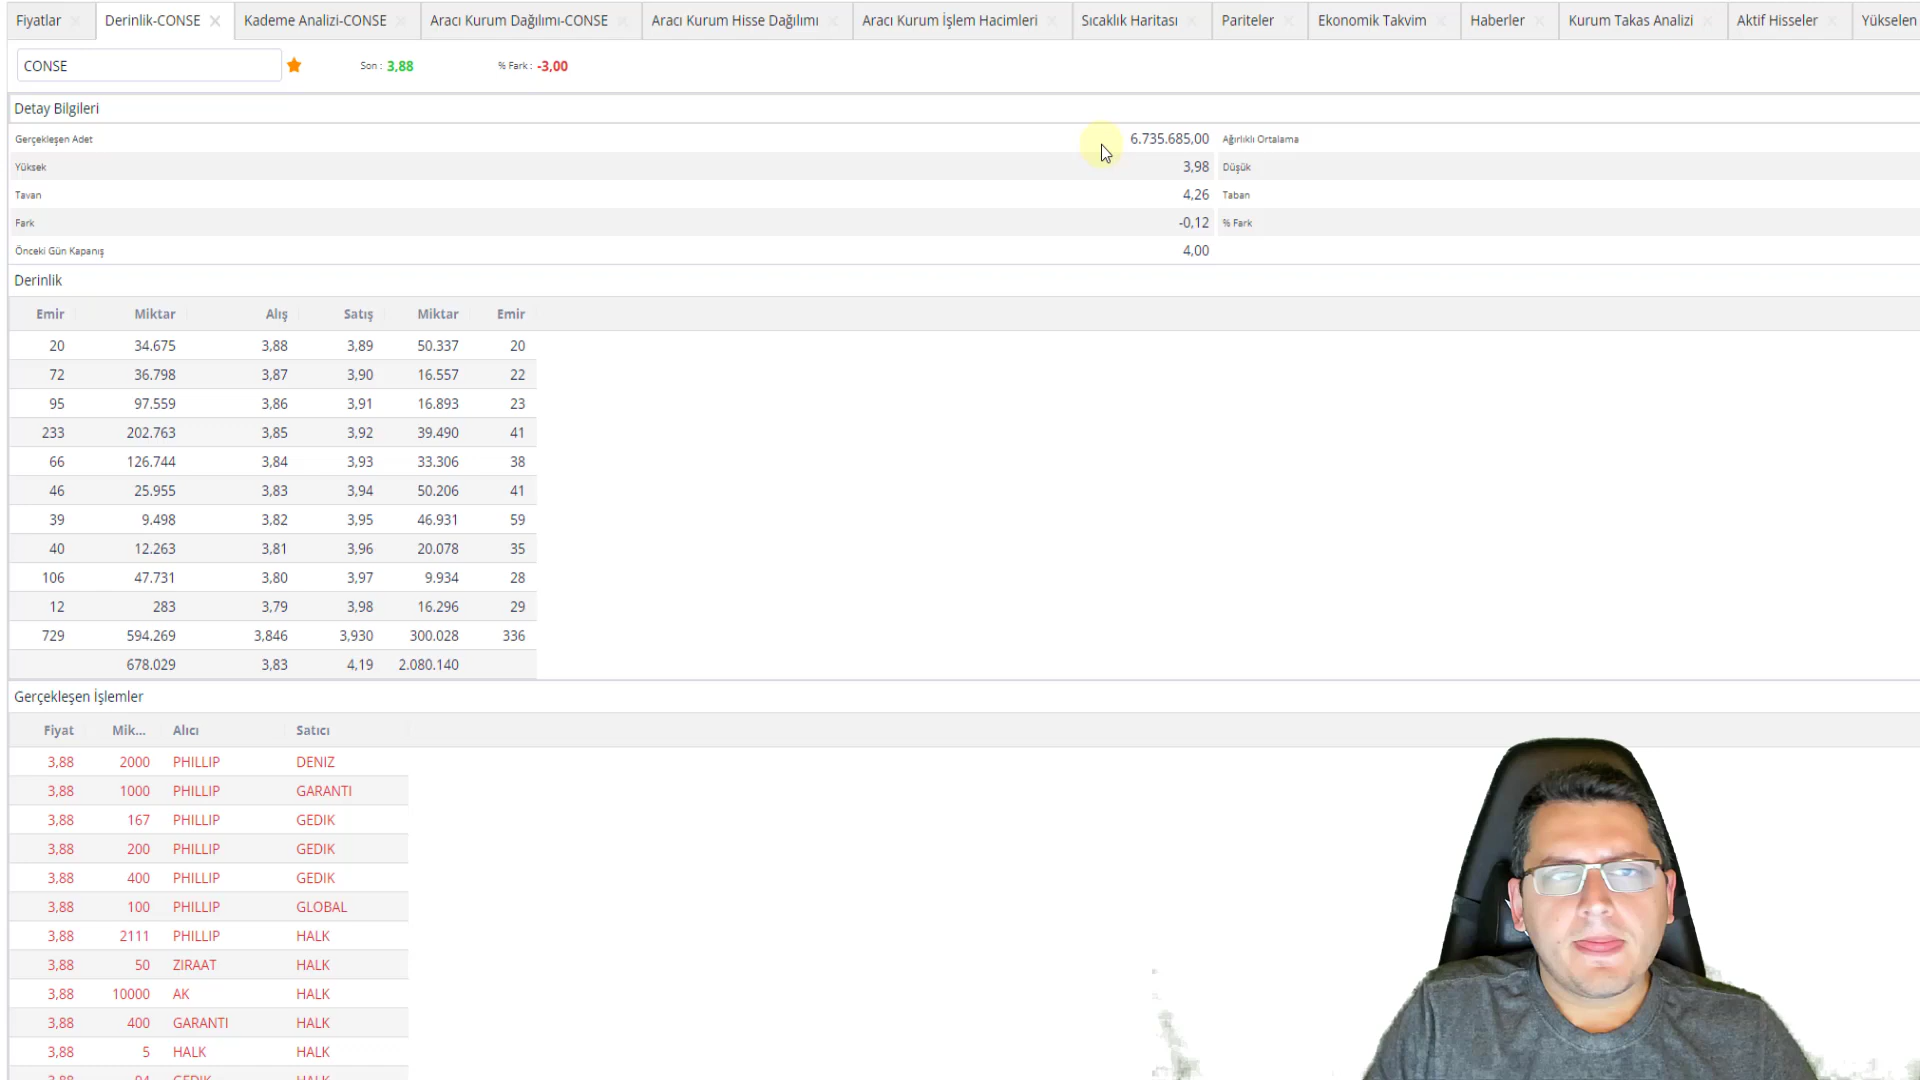 Fiyatlar Derinlik-CONSE Kademe Analizi-CONSE Aracı Kurum Dağılımı-CONSE Aracı Kurum Hisse Dağılımı Aracı Kurum İşlem Hacimleri Sıcaklık Haritası Pariteler Ekonomik Takvim Haberler Kurum Takas Analizi Aktif Hisseler Yükselen
CONSE Son : 3,88 % Fark : -3,00
Detay Bilgileri
Gerçekleşen Adet 6.735.685,00 Ağırlıklı Ortalama
Yüksek 3,98 Düşük
Tavan 4,26 Taban
Fark -0,12 % Fark
Önceki Gün Kapanış 4,00
Derinlik
Emir Miktar Alış Satış Miktar Emir
20 34.675 3,88 3,89 50.337 20
72 36.798 3,87 3,90 16.557 22
95 97.559 3,86 3,91 16.893 23
233 202.763 3,85 3,92 39.490 41
66 126.744 3,84 3,93 33.306 38
46 25.955 3,83 3,94 50.206 41
39 9.498 3,82 3,95 46.931 59
40 12.263 3,81 3,96 20.078 35
106 47.731 3,80 3,97 9.934 28
12 283 3,79 3,98 16.296 29
729 594.269 3,846 3,930 300.028 336
678.029 3,83 4,19 2.080.140
Gerçekleşen İşlemler
Fiyat Mik... Alıcı Satıcı
3,88 2000 PHILLIP DENIZ
3,88 1000 PHILLIP GARANTI
3,88 167 PHILLIP GEDIK
3,88 200 PHILLIP GEDIK
3,88 400 PHILLIP GEDIK
3,88 100 PHILLIP GLOBAL
3,88 2111 PHILLIP HALK
3,88 50 ZIRAAT HALK
3,88 10000 AK HALK
3,88 400 GARANTI HALK
3,88 5 HALK HALK
3,88 94 GEDIK HALK